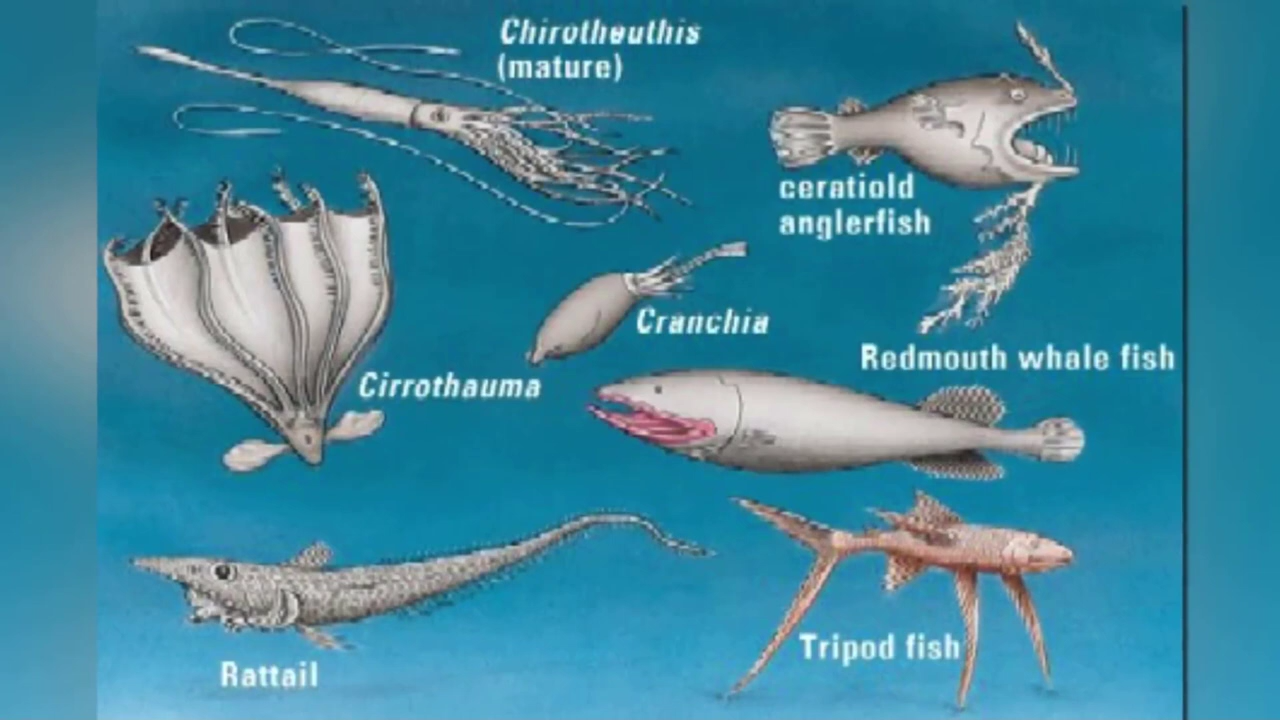 Chirotheuthis
(mature)
ceratiold
anglerfish
Cranchia
Redmouth whale fish
Cirrothauma
Tripod fish
Rattail